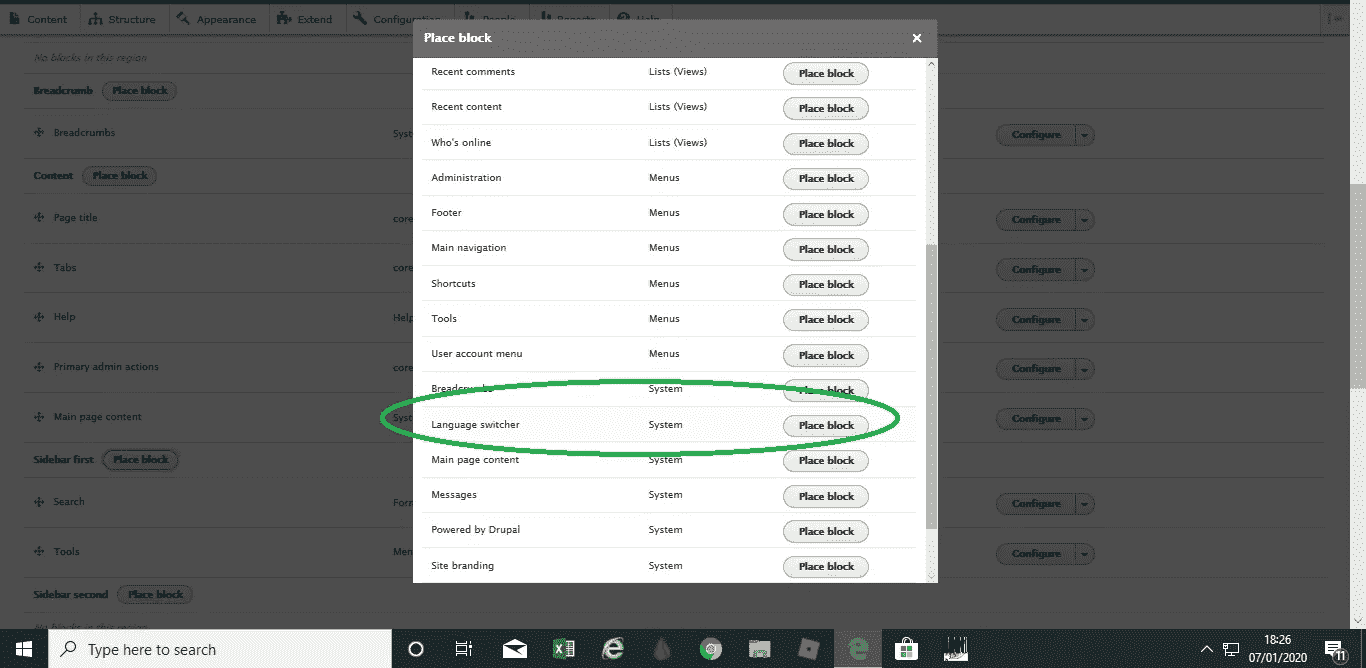 Content Structure Appearance Extend Configuration People Reports Help
Place block
No blocks in this region
Breadcrumb Place block
Breadcrumbs Configure
Content Place block
Page title core Configure
Tabs core Configure
Help Help Configure
Primary admin actions core Configure
Main page content Syst Configure
Sidebar first Place block
Search Form Configure
Tools Men Configure
Sidebar second Place block
No blocks in this region
Recent comments Lists (Views) Place block
Recent content Lists (Views) Place block
Who's online Lists (Views) Place block
Administration Menus Place block
Footer Menus Place block
Main navigation Menus Place block
Shortcuts Menus Place block
Tools Menus Place block
User account menu Menus Place block
Breadcrumbs System Place block
Language switcher System Place block
Main page content System Place block
Messages System Place block
Powered by Drupal System Place block
Site branding System Place block
Type here to search
18:26
07/01/2020
11